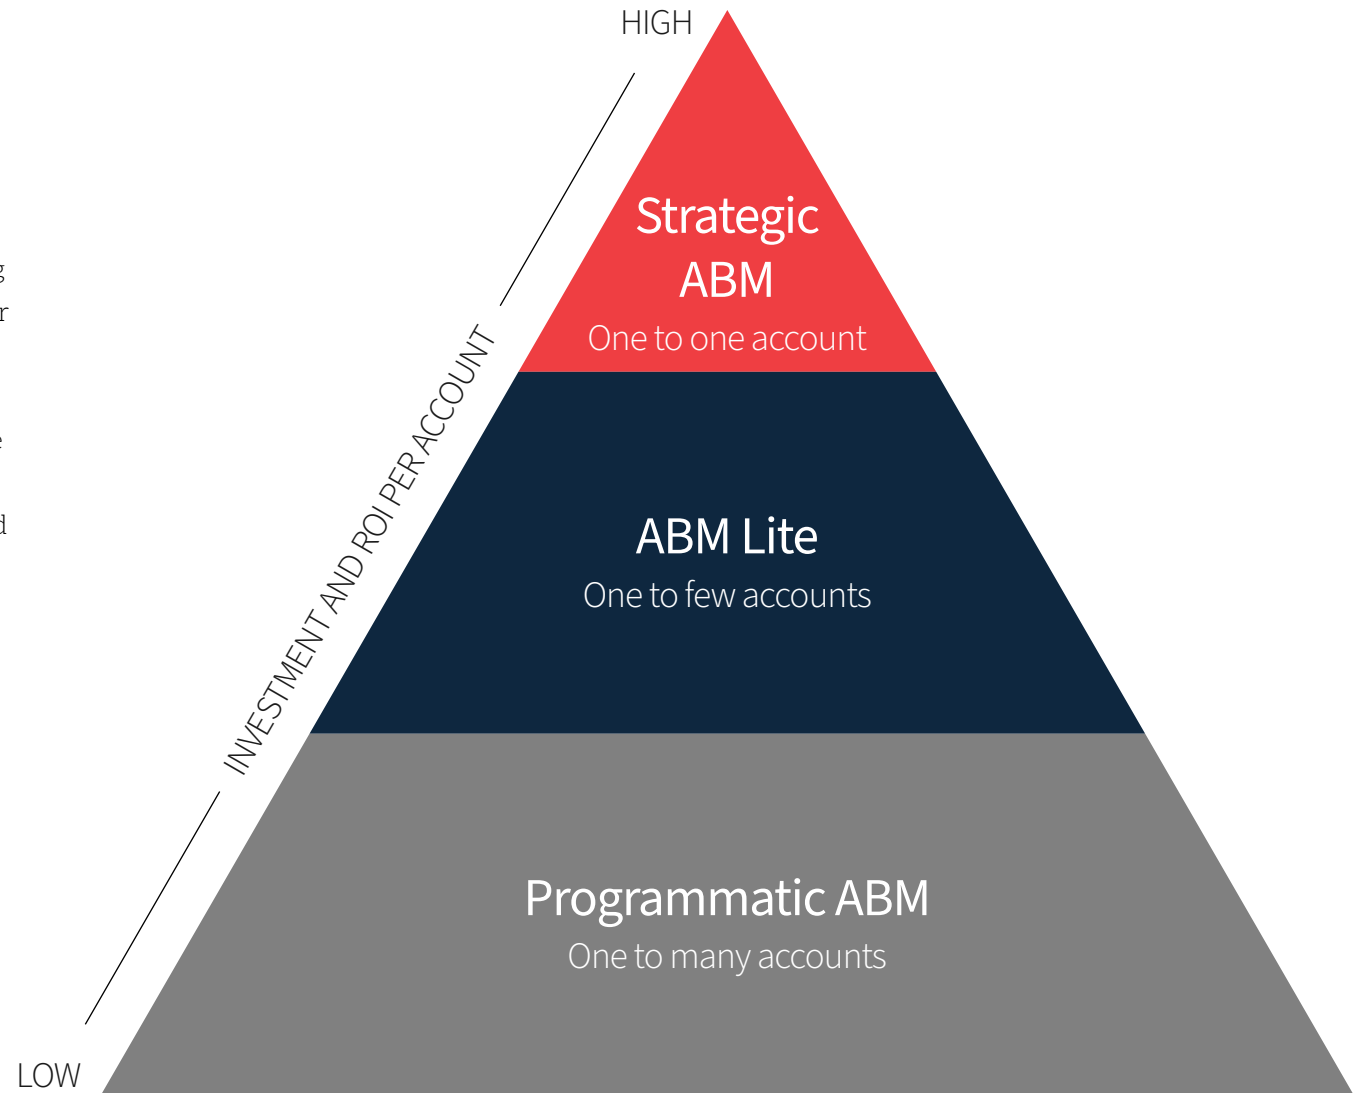 HIGH
Strategic
ABM
One to one account
INVESTMENT AND ROI PER ACCOUNT
ABM Lite
One to few accounts
Programmatic ABM
One to many accounts
LOW